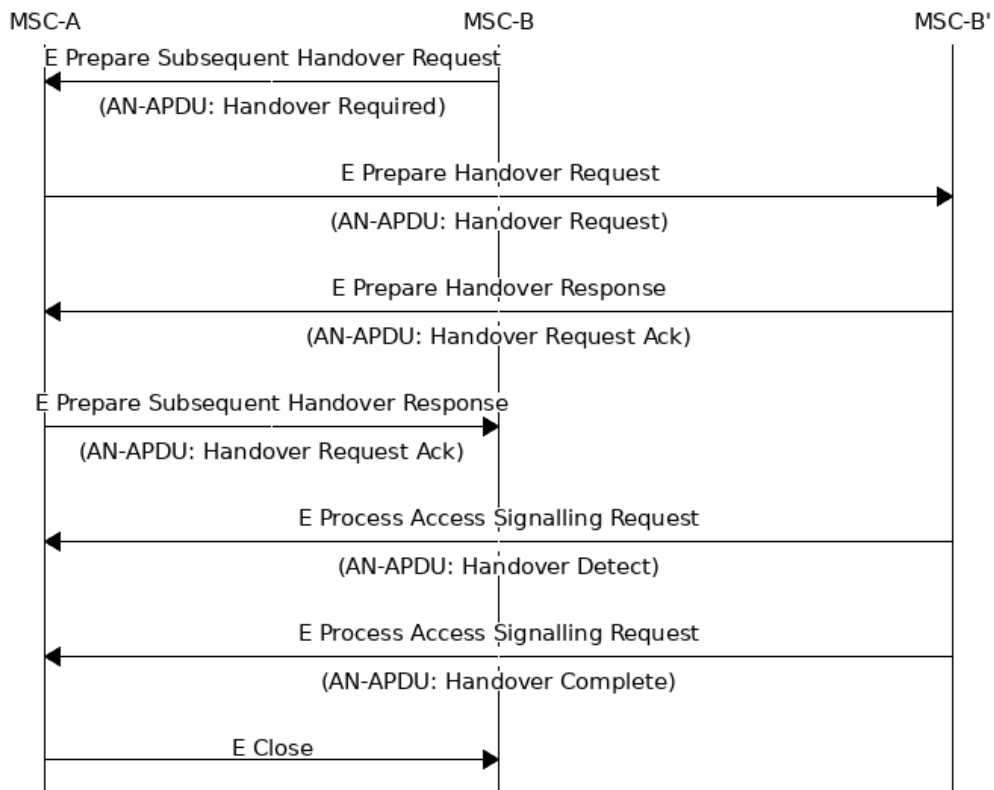 MSC-A MSC-B MSC-B'
E Prepare Subsequent Handover Request
(AN-APDU: Handover Required)
E Prepare Handover Request
(AN-APDU: Handover Request)
E Prepare Handover Response
(AN-APDU: Handover Request Ack)
E Prepare Subsequent Handover Response
(AN-APDU: Handover Request Ack)
E Process Access Signalling Request
(AN-APDU: Handover Detect)
E Process Access Signalling Request
(AN-APDU: Handover Complete)
E Close